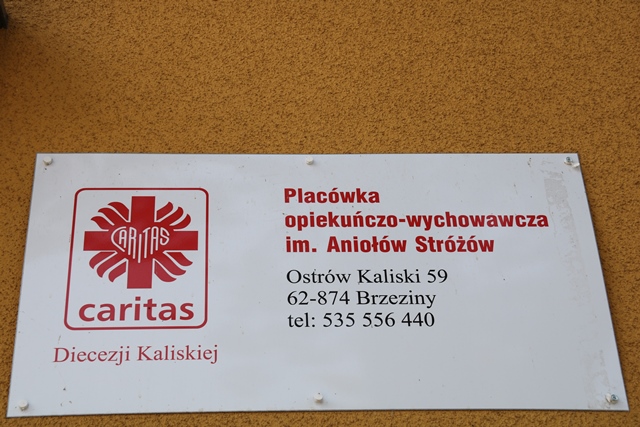 CARITAS
caritas
Diecezji Kaliskiej
Placówka
opiekuńczo-wychowawcza
im. Aniołów Stróżów
Ostrów Kaliski 59
62-874 Brzeziny
tel: 535 556 440